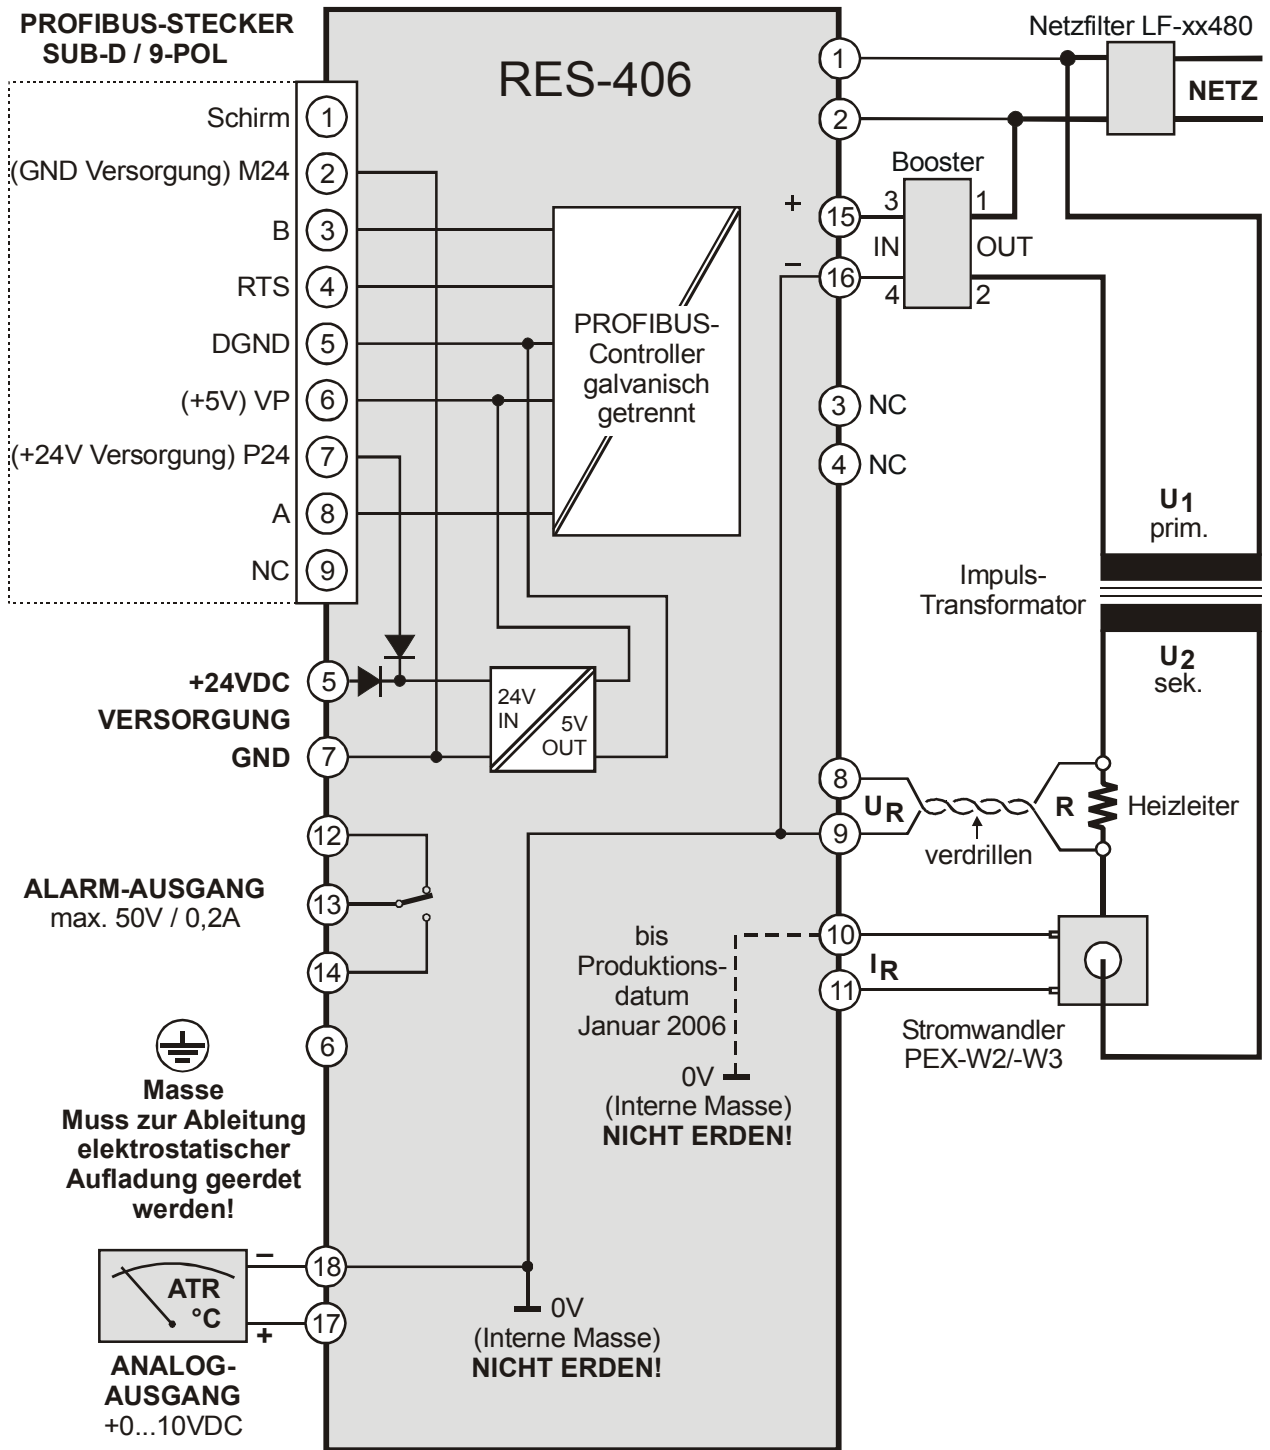 PROFIBUS-STECKER
SUB-D / 9-POL
RES-406
Netzfilter LF-xx480
NETZ
1
2
Schirm 1
(GND Versorgung) M24 2
B 3
RTS 4
DGND 5
(+5V) VP 6
(+24V Versorgung) P24 7
A 8
NC 9
PROFIBUS-
Controller
galvanisch
getrennt
Booster
+ 15 3 1
IN OUT
– 16 4 2
3 NC
4 NC
U1
prim.
Impuls-
Transformator
U2
sek.
+24VDC 5
VERSORGUNG
GND 7
24V
IN
5V
OUT
8
UR
9
R
Heizleiter
verdrillen
12
ALARM-AUSGANG
max. 50V / 0,2A
13
14
6
bis
Produktions-
datum
Januar 2006
0V
(Interne Masse)
NICHT ERDEN!
10
IR
11
Stromwandler
PEX-W2/-W3
Masse
Muss zur Ableitung
elektrostatischer
Aufladung geerdet
werden!
ATR
°C
– 18
+ 17
ANALOG-
AUSGANG
+0...10VDC
0V
(Interne Masse)
NICHT ERDEN!